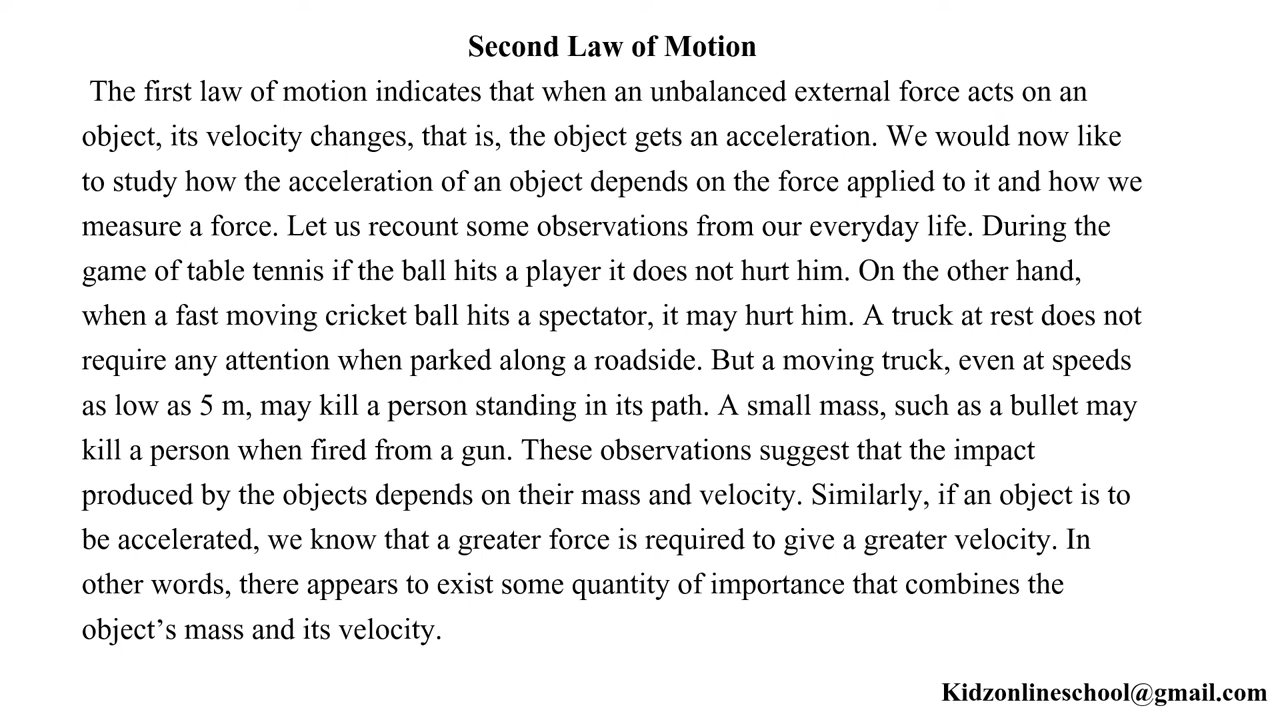 Second Law of Motion
The first law of motion indicates that when an unbalanced external force acts on an
object, its velocity changes, that is, the object gets an acceleration. We would now like
to study how the acceleration of an object depends on the force applied to it and how we
measure a force. Let us recount some observations from our everyday life. During the
game of table tennis if the ball hits a player it does not hurt him. On the other hand,
when a fast moving cricket ball hits a spectator, it may hurt him. A truck at rest does not
require any attention when parked along a roadside. But a moving truck, even at speeds
as low as 5 m, may kill a person standing in its path. A small mass, such as a bullet may
kill a person when fired from a gun. These observations suggest that the impact
produced by the objects depends on their mass and velocity. Similarly, if an object is to
be accelerated, we know that a greater force is required to give a greater velocity. In
other words, there appears to exist some quantity of importance that combines the
object’s mass and its velocity.
Kidzonlineschool@gmail.com